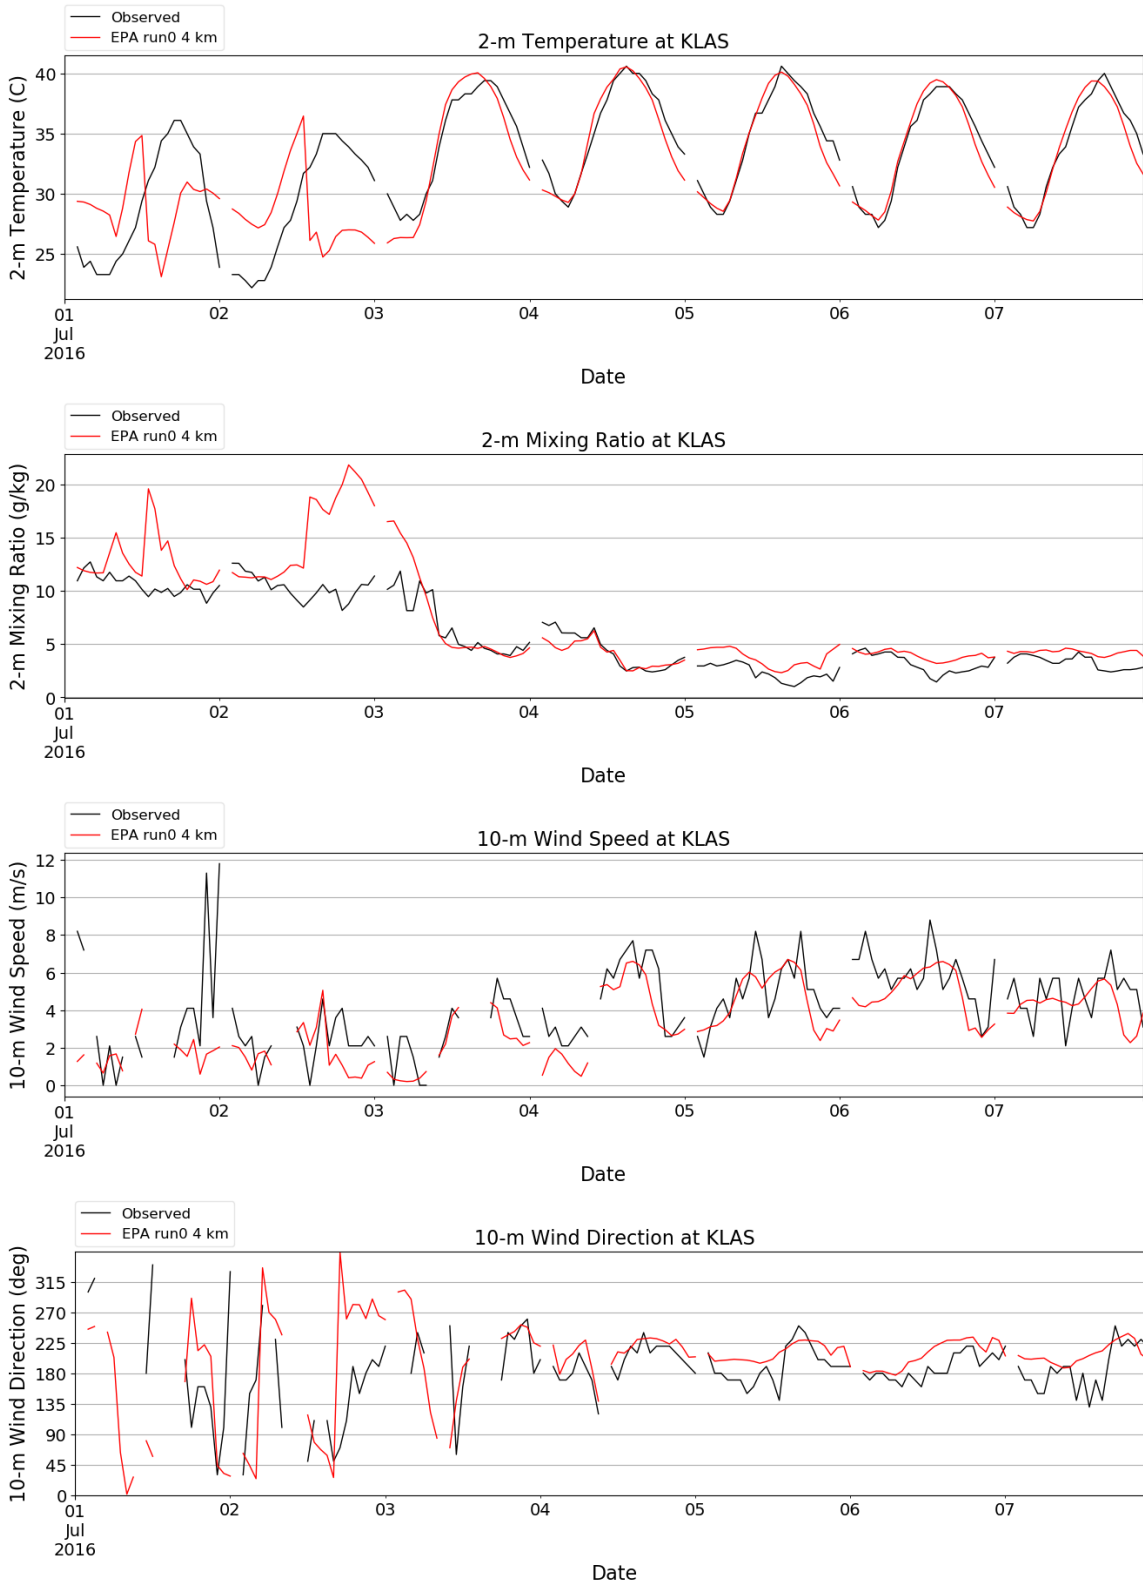 Observed
EPA run0 4 km
2-m Temperature at KLAS
2-m Temperature (C)
40
35
30
25
01
Jul
2016
02
03
04
05
06
07
Date
Observed
EPA run0 4 km
2-m Mixing Ratio at KLAS
2-m Mixing Ratio (g/kg)
20
15
10
5
0
01
Jul
2016
02
03
04
05
06
07
Date
Observed
EPA run0 4 km
10-m Wind Speed at KLAS
10-m Wind Speed (m/s)
12
10
8
6
4
2
0
01
Jul
2016
02
03
04
05
06
07
Date
Observed
EPA run0 4 km
10-m Wind Direction at KLAS
10-m Wind Direction (deg)
315
270
225
180
135
90
45
0
01
Jul
2016
02
03
04
05
06
07
Date